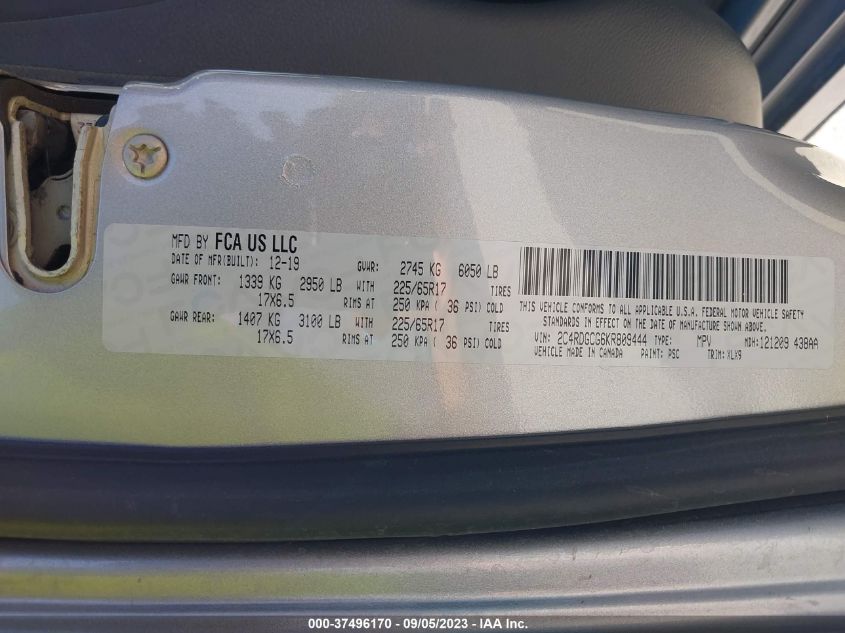 MFD BY FCA US LLC
DATE OF MFR(BUILT): 12-19 GVWR: 2745 KG 6050 LB
GAWR FRONT: 1339 KG 2950 LB WITH 225/65R17 TIRES
17X6.5 RIMS AT 250 KPA ( 36 PSI) COLD
GAWR REAR: 1407 KG 3100 LB WITH 225/65R17 TIRES
17X6.5 RIMS AT 250 KPA ( 36 PSI) COLD
THIS VEHICLE CONFORMS TO ALL APPLICABLE U.S.A. FEDERAL MOTOR VEHICLE SAFETY
STANDARDS IN EFFECT ON THE DATE OF MANUFACTURE SHOWN ABOVE.
VIN: 2C4RDGCG6KR809444 TYPE: MPV MDH:121209 438AA
VEHICLE MADE IN CANADA PAINT: PSC TRIM: XLX9
000-37496170 - 09/05/2023 - IAA Inc.